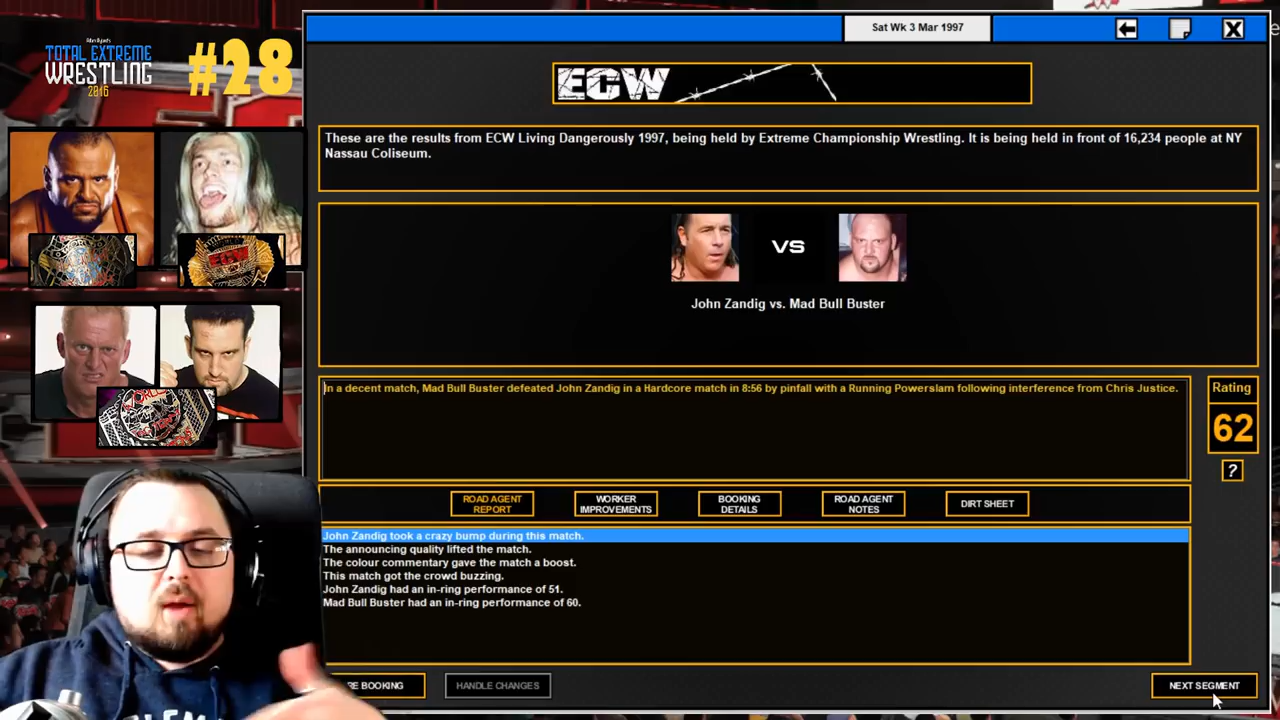 Sat Wk 3 Mar 1997
TOTAL EXTREME
WRESTLING
2016
#28
ECW
These are the results from ECW Living Dangerously 1997, being held by Extreme Championship Wrestling. It is being held in front of 16,234 people at NY
Nassau Coliseum.
VS
John Zandig vs. Mad Bull Buster
In a decent match, Mad Bull Buster defeated John Zandig in a Hardcore match in 8:56 by pinfall with a Running Powerslam following interference from Chris Justice.
Rating
62
?
ROAD AGENT
REPORT
WORKER
IMPROVEMENTS
BOOKING
DETAILS
ROAD AGENT
NOTES
DIRT SHEET
John Zandig took a crazy bump during this match.
The announcing quality lifted the match.
The colour commentary gave the match a boost.
This match got the crowd buzzing.
John Zandig had an in-ring performance of 51.
Mad Bull Buster had an in-ring performance of 60.
BOOKING
HANDLE CHANGES
NEXT SEGMENT